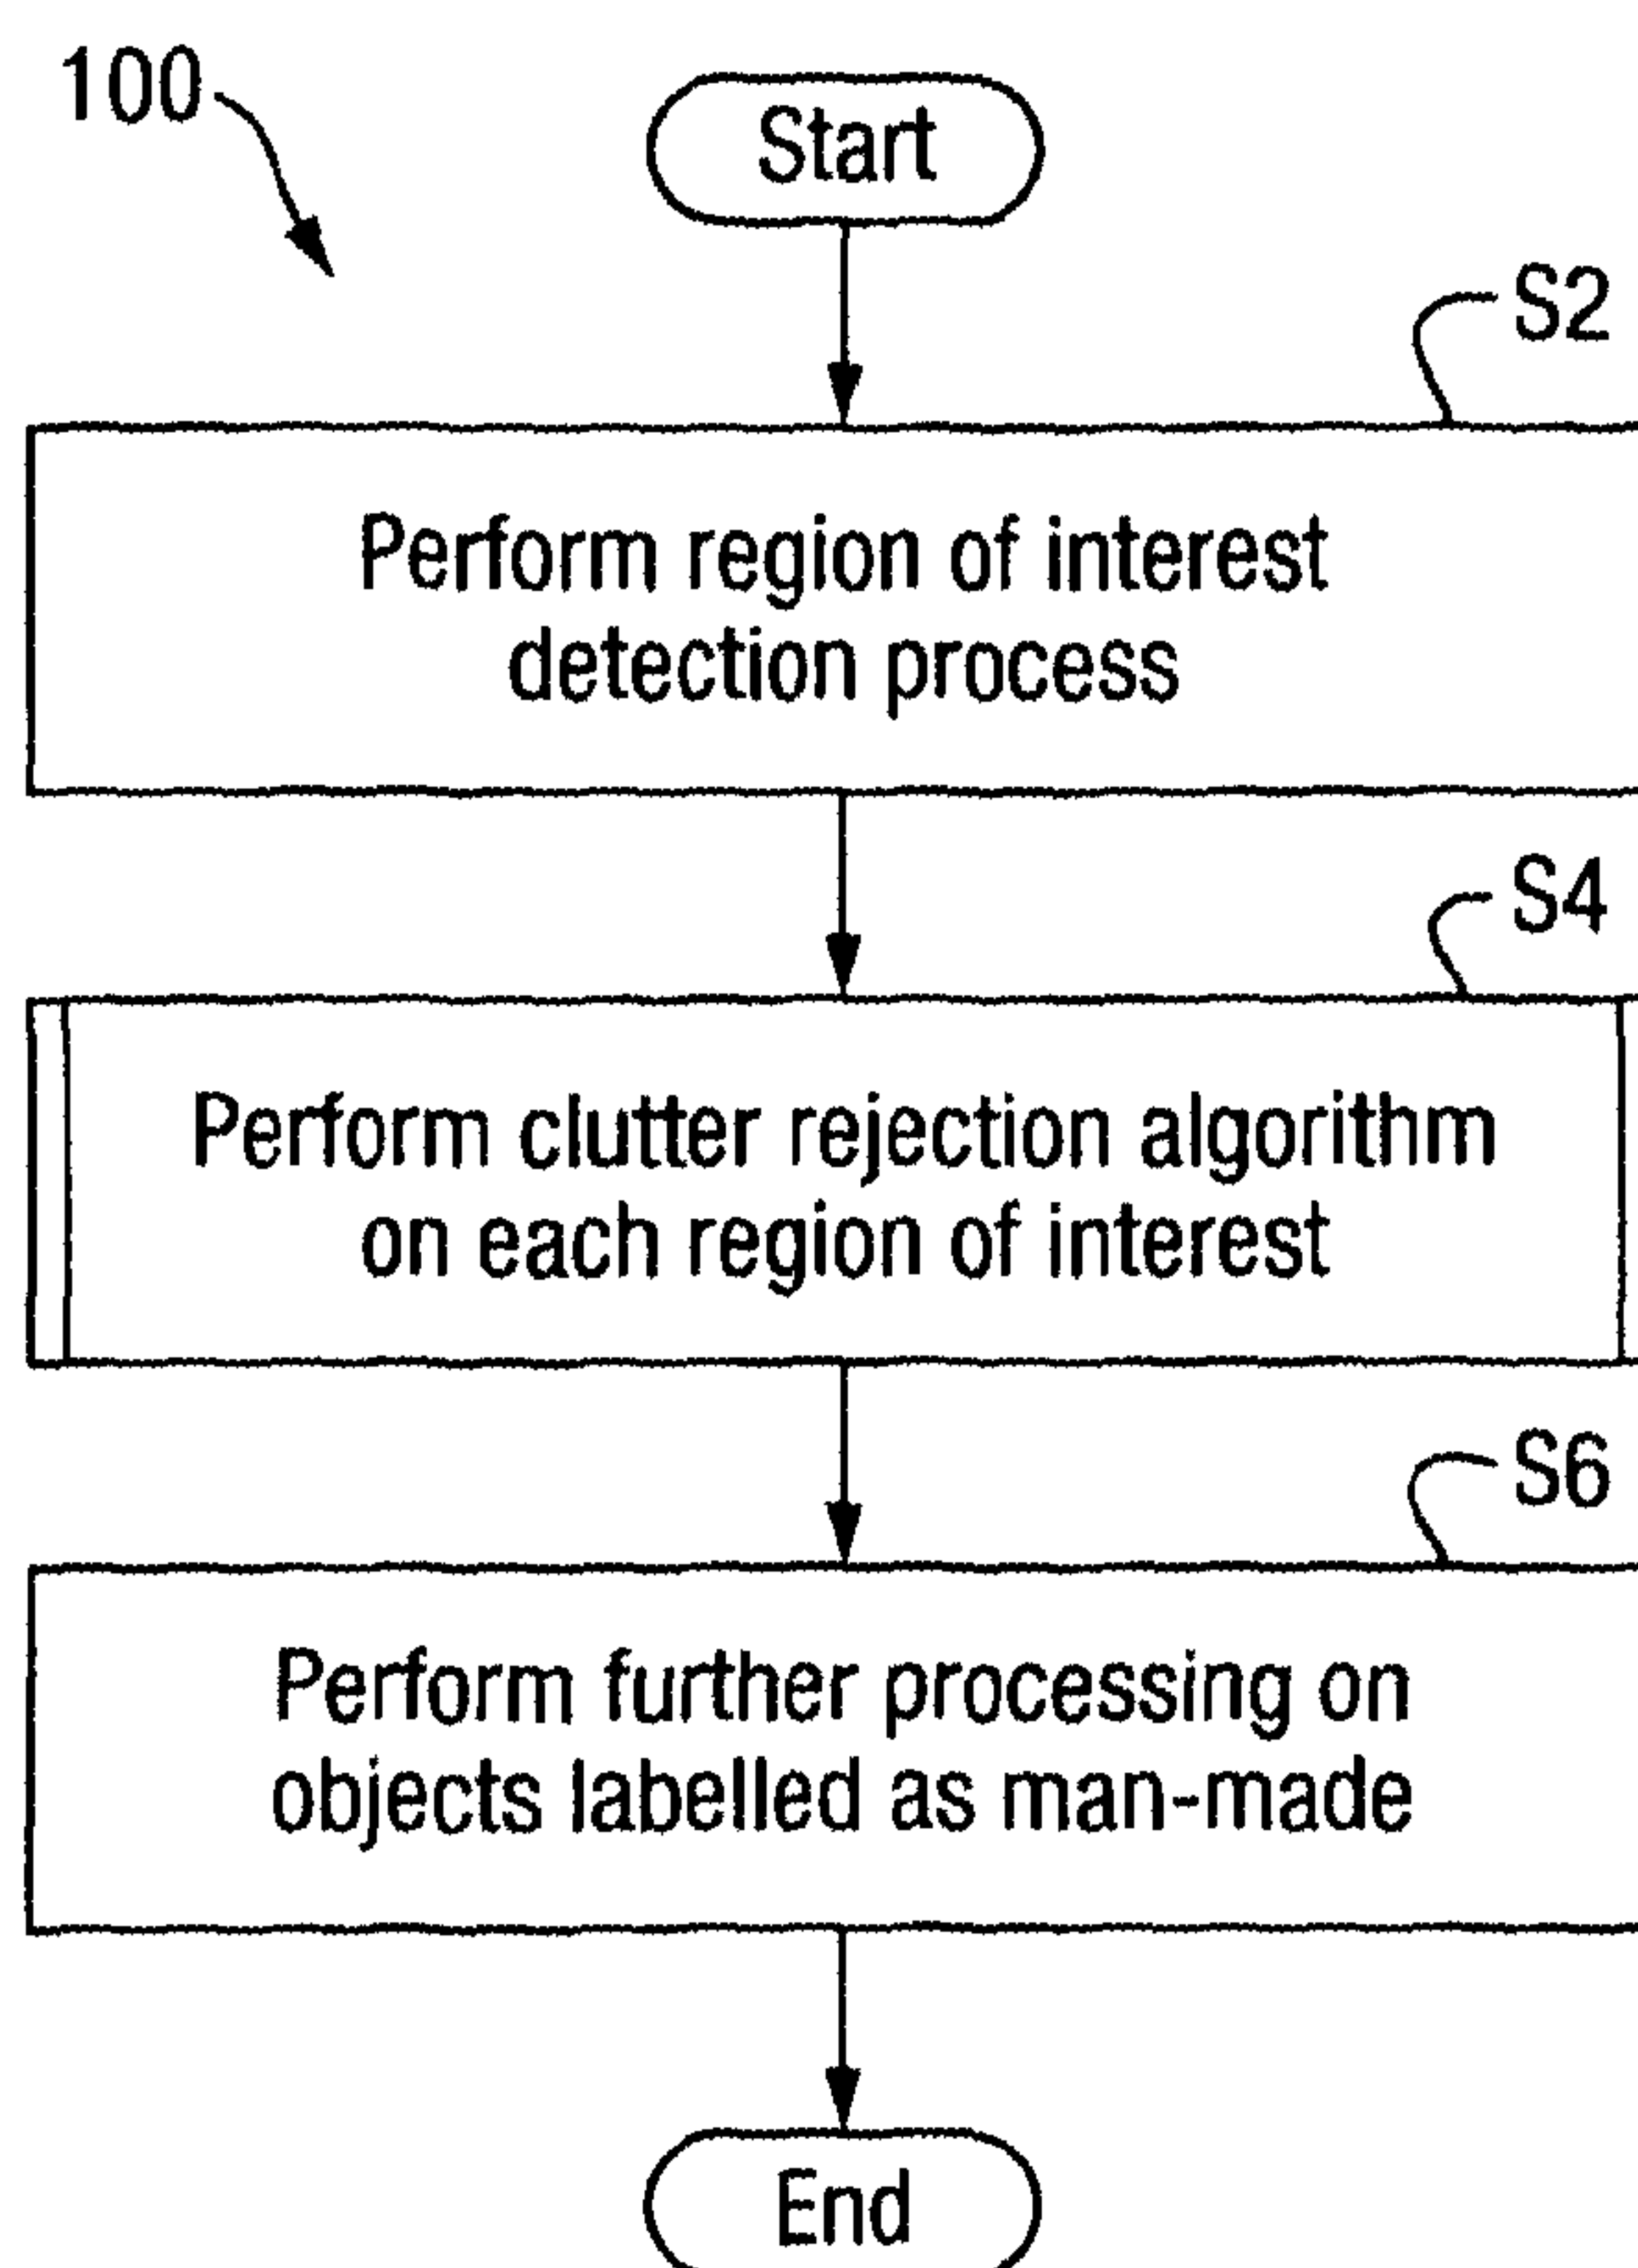 100
Start
S2
Perform region of interest
detection process
S4
Perform clutter rejection algorithm
on each region of interest
S6
Perform further processing on
objects labelled as man-made
End